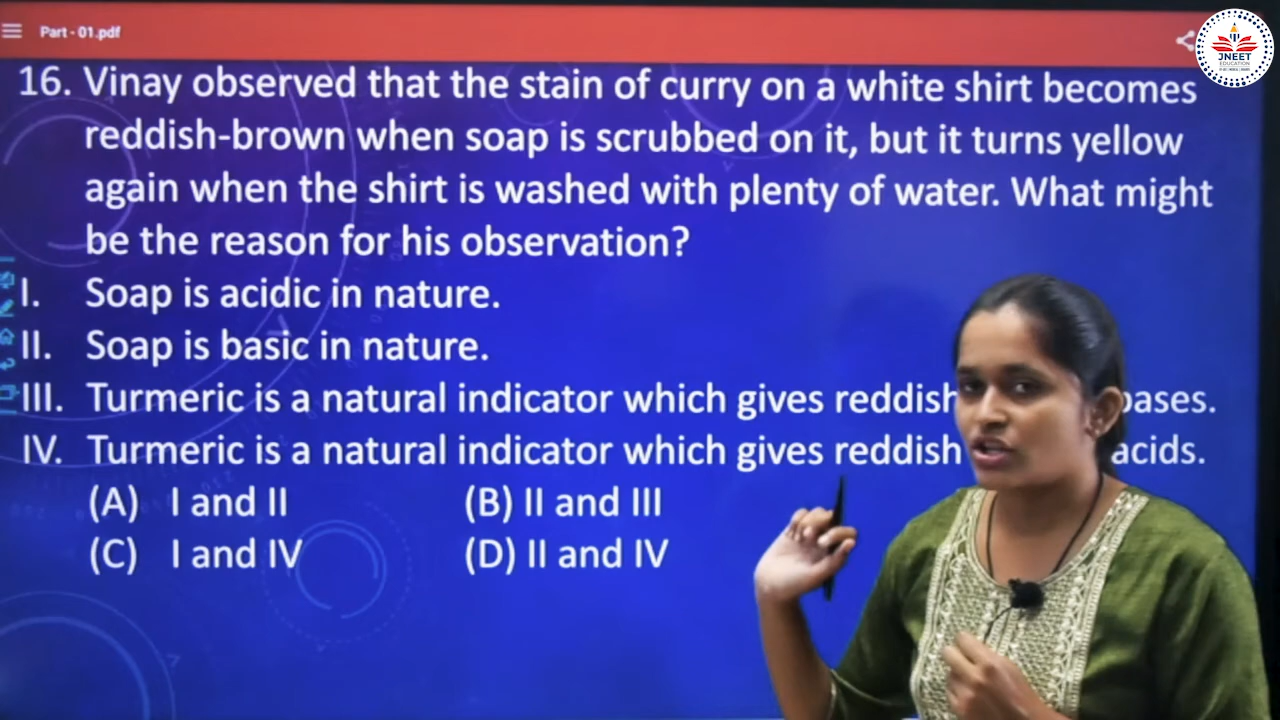 Part - 01.pdf
JNEET
EDUCATION
16. Vinay observed that the stain of curry on a white shirt becomes
reddish-brown when soap is scrubbed on it, but it turns yellow
again when the shirt is washed with plenty of water. What might
be the reason for his observation?
I. Soap is acidic in nature.
II. Soap is basic in nature.
III. Turmeric is a natural indicator which gives reddish bases.
IV. Turmeric is a natural indicator which gives reddish acids.
(A) I and II (B) II and III
(C) I and IV (D) II and IV